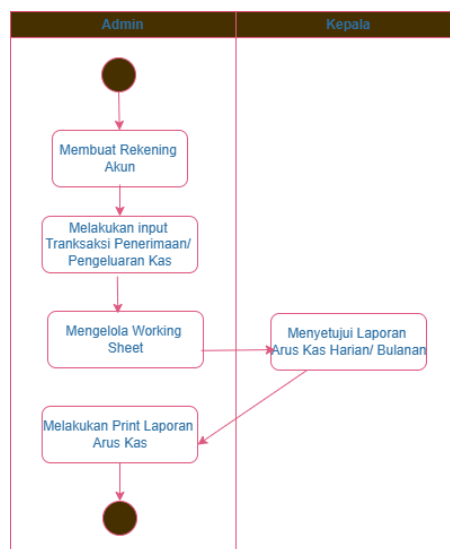 Admin
Kepala
Membuat Rekening
Akun
Melakukan input
Tranksaksi Penerimaan/
Pengeluaran Kas
Mengelola Working
Sheet
Menyetujui Laporan
Arus Kas Harian/ Bulanan
Melakukan Print Laporan
Arus Kas